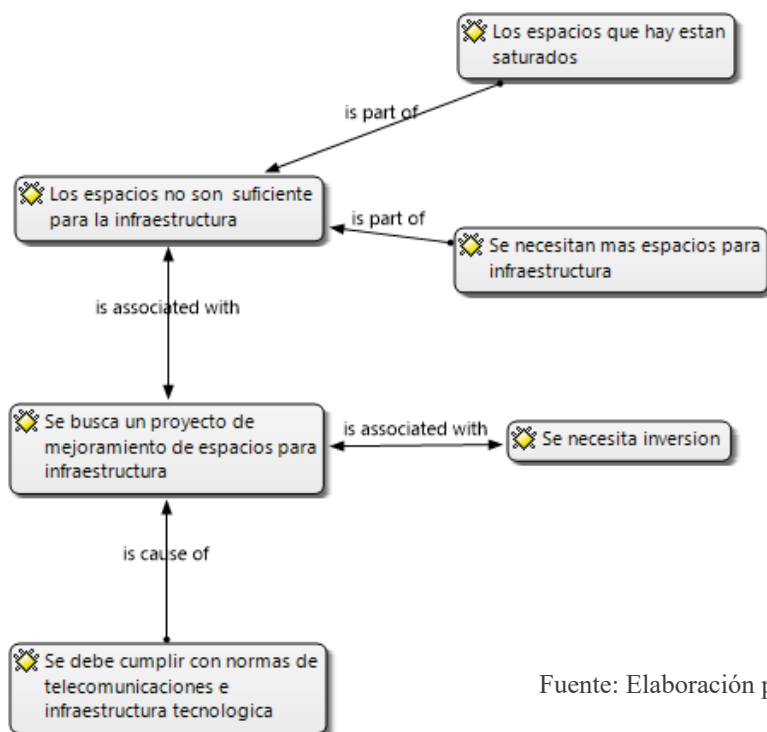 Los espacios que hay estan
saturados
is part of
Los espacios no son suficiente
para la infraestructura
is part of
Se necesitan mas espacios para
infraestructura
is associated with
Se busca un proyecto de
mejoramiento de espacios para
infraestructura
is associated with
Se necesita inversion
is cause of
Se debe cumplir con normas de
telecomunicaciones e
infraestructura tecnologica
Fuente: Elaboración p